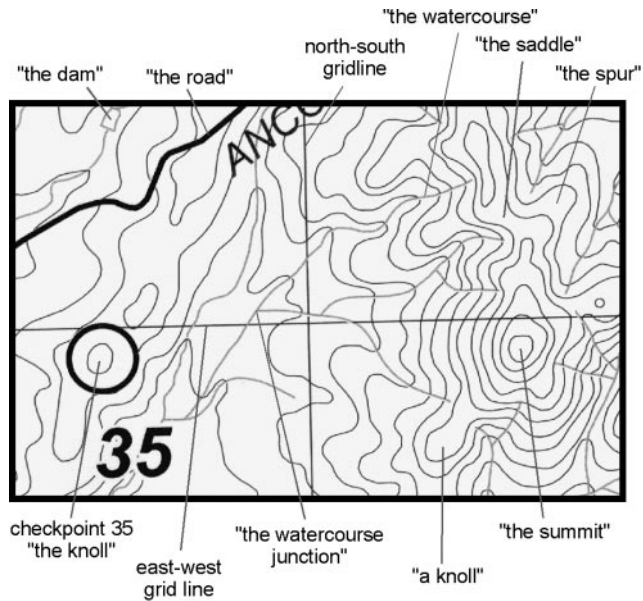 "the watercourse"
north-south
gridline
"the saddle"
"the dam"
"the road"
"the spur"
ANCO
35
checkpoint 35
"the knoll"
east-west
grid line
"the watercourse
junction"
"a knoll"
"the summit"